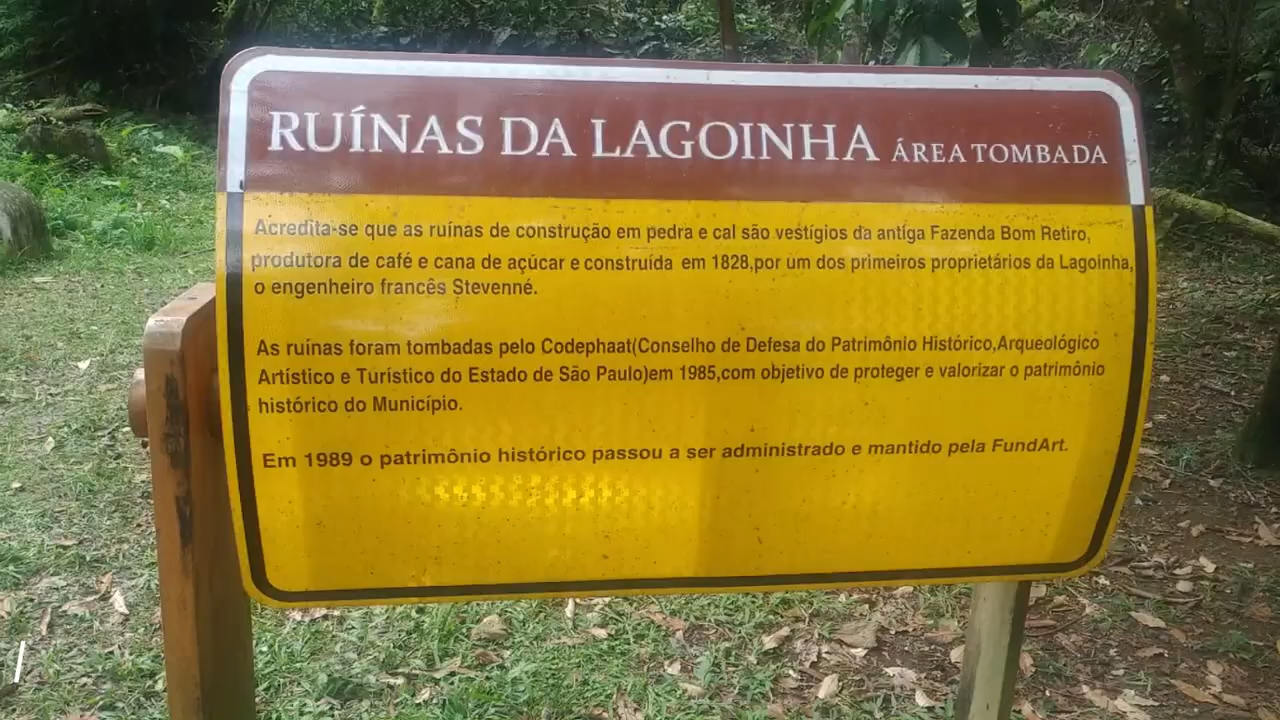 RUÍNAS DA LAGOINHA ÁREA TOMBADA
Acredita-se que as ruínas de construção em pedra e cal são vestígios da antiga Fazenda Bom Retiro,
produtora de café e cana de açúcar e construída em 1828,por um dos primeiros proprietários da Lagoinha,
o engenheiro francês Stevenné.
As ruínas foram tombadas pelo Codephaat(Conselho de Defesa do Patrimônio Histórico,Arqueológico
Artístico e Turístico do Estado de São Paulo)em 1985,com objetivo de proteger e valorizar o patrimônio
histórico do Município.
Em 1989 o patrimônio histórico passou a ser administrado e mantido pela FundArt.